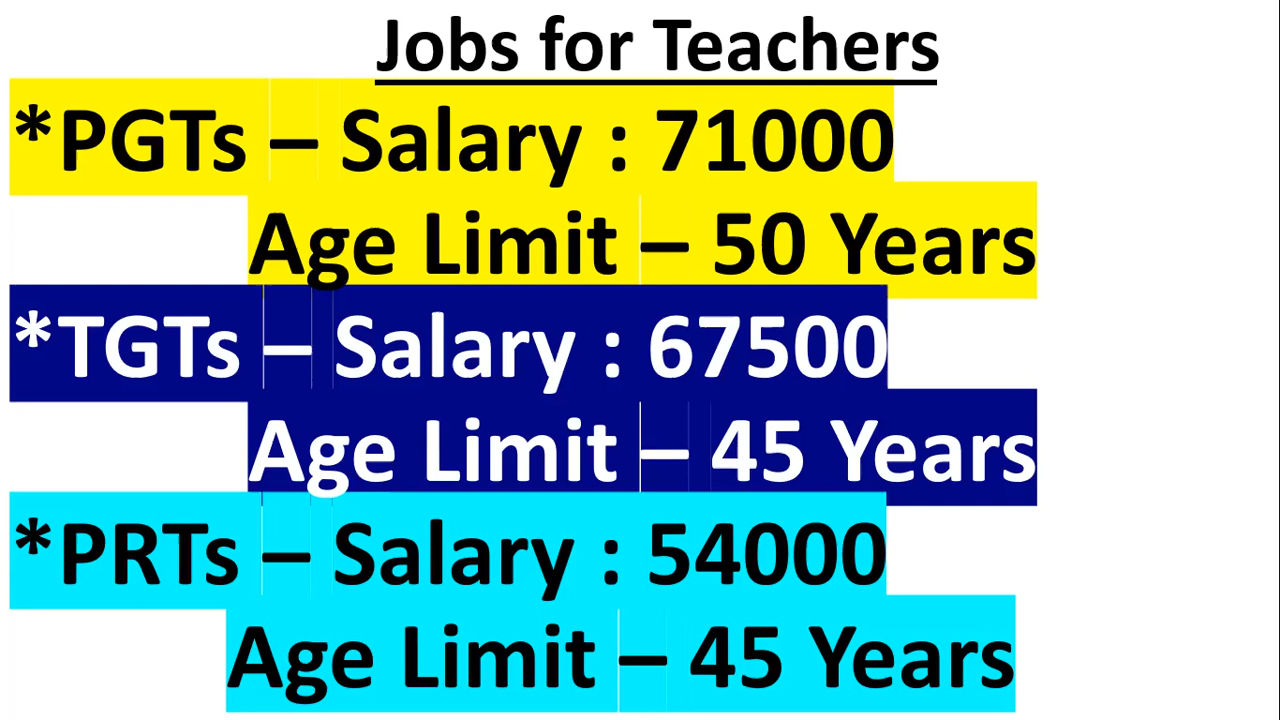 Jobs for Teachers
*PGTs – Salary : 71000
Age Limit – 50 Years
*TGTs – Salary : 67500
Age Limit – 45 Years
*PRTs – Salary : 54000
Age Limit – 45 Years